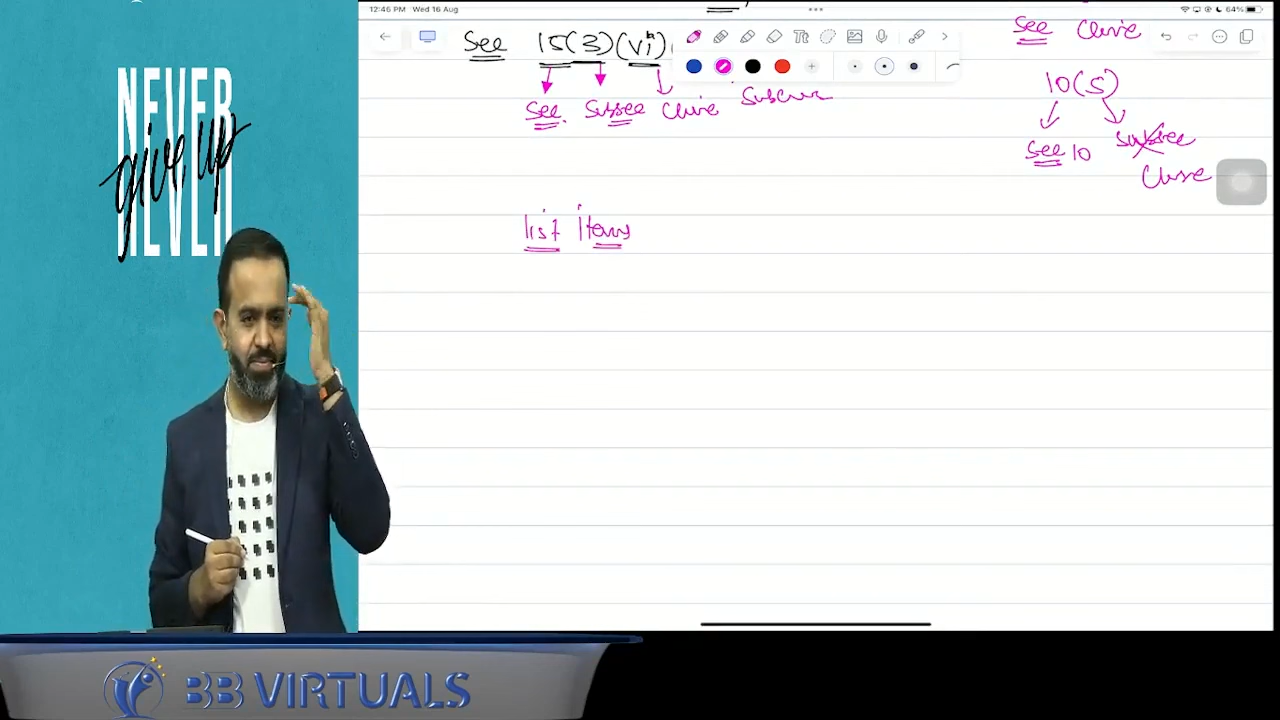 12:46 PM Wed 16 Aug
64%
See 15(3)(vi)
See Subsec Clause
See Clause
10(5)
See 10 Subsec
Clause
list items
NEVER
give up
NEVER
BB VIRTUALS